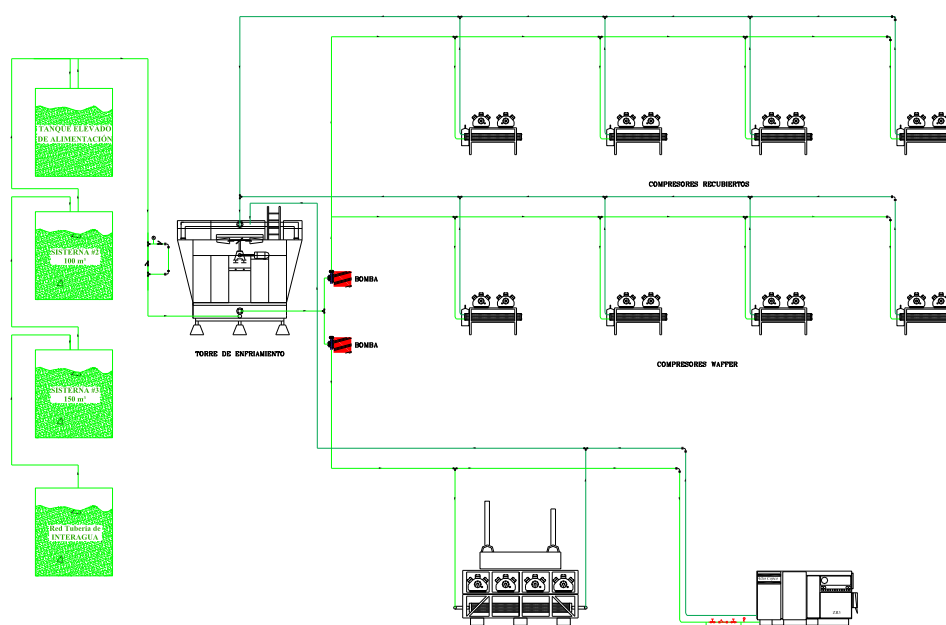 TANQUE ELEVADO
DE ALIMENTACIÓN
SISTERNA #2
100 m³
SISTERNA #3
150 m³
Red Tuberia de
INTERAGUA
TORRE DE ENFRIAMIENTO
BOMBA
BOMBA
COMPRESORES RECUBIERTOS
COMPRESORES WAFFER